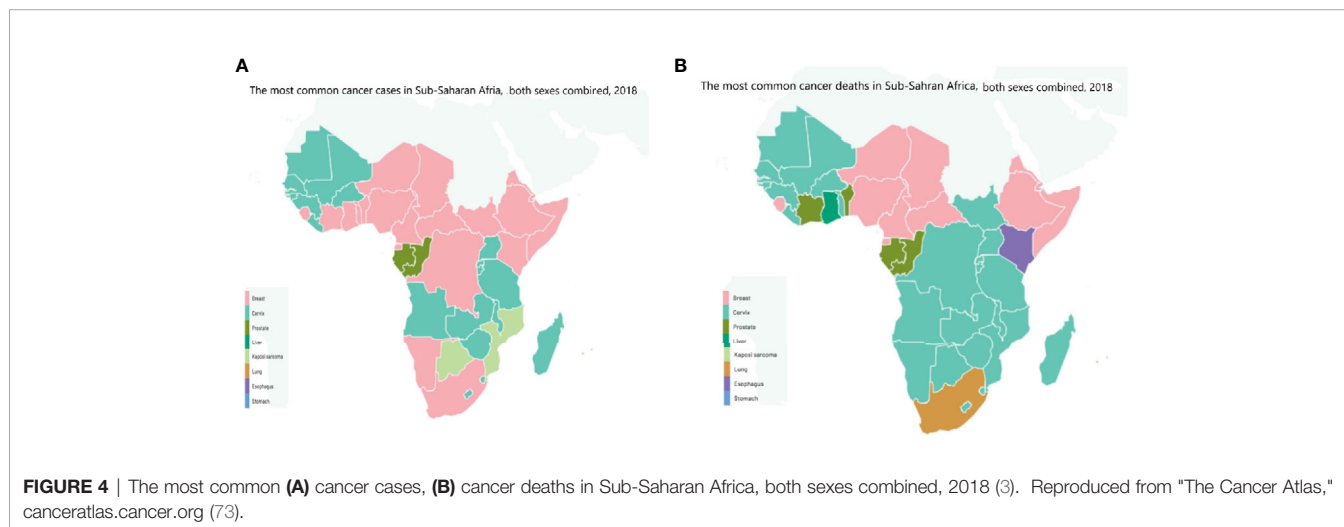 A
The most common cancer cases in Sub-Saharan Afria, both sexes combined, 2018
Breast
Cervix
Prostate
Liver
Kaposi sarcoma
Lung
Esophagus
Stomach
B
The most common cancer deaths in Sub-Sahran Africa, both sexes combined, 2018
Breast
Cervix
Prostate
Liver
Kaposi sarcoma
Lung
Esophagus
Stomach
FIGURE 4 | The most common (A) cancer cases, (B) cancer deaths in Sub-Saharan Africa, both sexes combined, 2018 (3). Reproduced from "The Cancer Atlas,"
canceratlas.cancer.org (73).